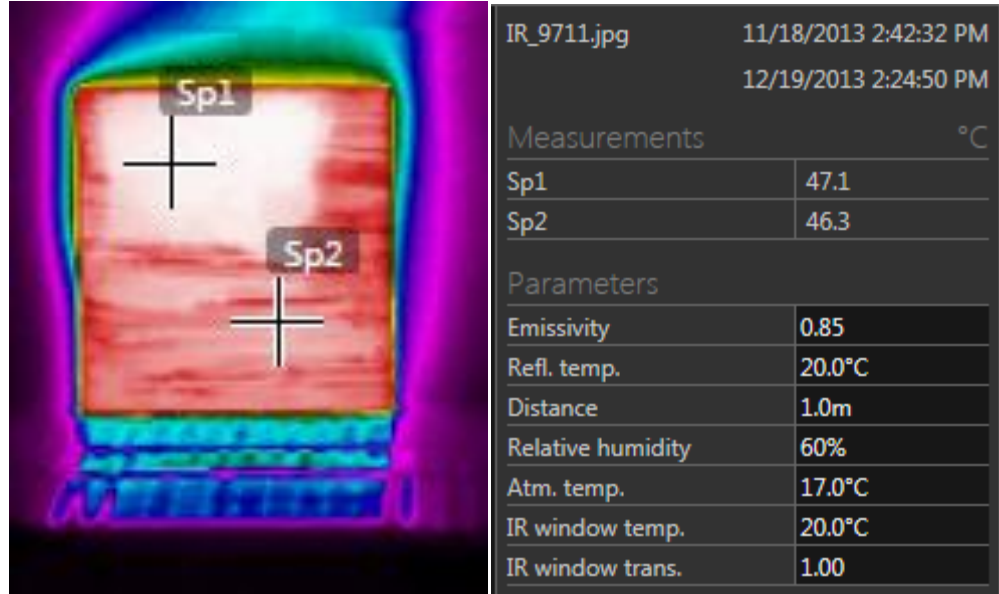 Sp1
Sp2
IR_9711.jpg 11/18/2013 2:42:32 PM
12/19/2013 2:24:50 PM
Measurements °C
Sp1 47.1
Sp2 46.3
Parameters
Emissivity 0.85
Refl. temp. 20.0°C
Distance 1.0m
Relative humidity 60%
Atm. temp. 17.0°C
IR window temp. 20.0°C
IR window trans. 1.00